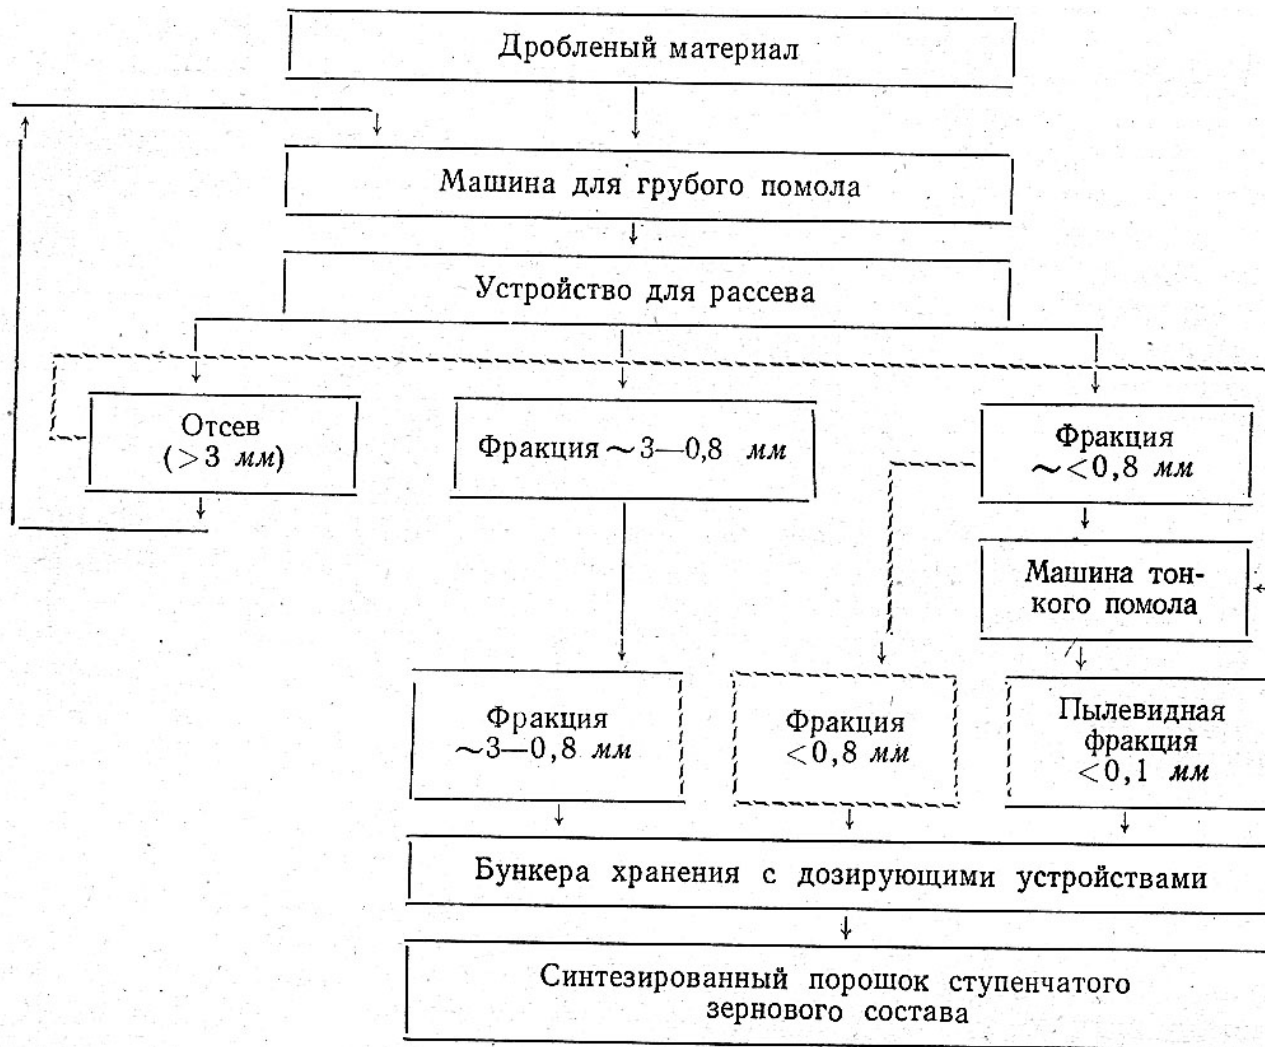 Дробленый материал
Машина для грубого помола
Устройство для рассева
Отсев
(>3 мм)
Фракция ~3—0,8 мм
Фракция
~<0,8 мм
Машина тон-
кого помола
Фракция
~3—0,8 мм
Фракция
<0,8 мм
Пылевидная
фракция
<0,1 мм
Бункера хранения с дозирующими устройствами
Синтезированный порошок ступенчатого
зернового состава